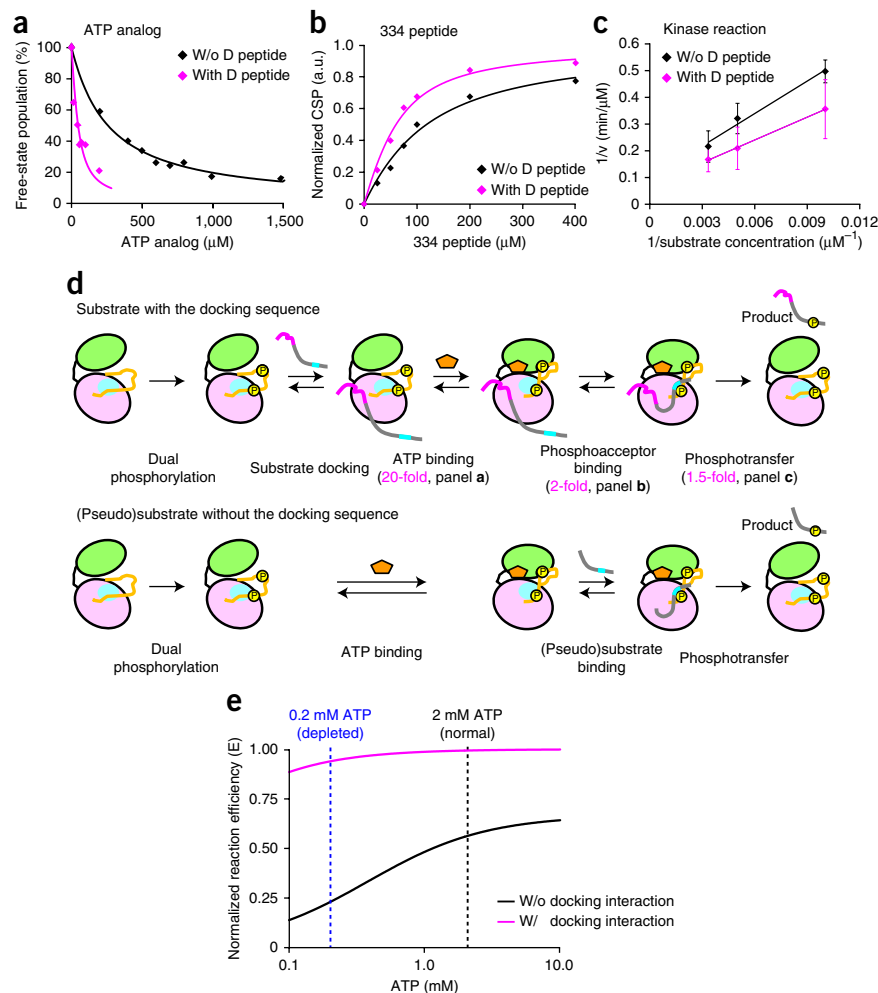 a
ATP analog
Free-state population (%)
100
80
60
40
20
0
W/o D peptide
With D peptide
0
500
1,000
1,500
ATP analog (μM)
b
334 peptide
Normalized CSP (a.u.)
1.0
0.8
0.6
0.4
0.2
0
W/o D peptide
With D peptide
0
100
200
300
400
334 peptide (μM)
c
Kinase reaction
W/o D peptide
With D peptide
1/v (min/μM)
0.6
0.5
0.4
0.3
0.2
0.1
0
0
0.003
0.006
0.009
0.012
1/substrate concentration (μM⁻¹)
d
Substrate with the docking sequence
Product
P
P
P
P
P
P
P
P
P
P
P
P
Dual
phosphorylation
Substrate docking
ATP binding
(20-fold, panel a)
Phosphoacceptor
binding
(2-fold, panel b)
Phosphotransfer
(1.5-fold, panel c)
(Pseudo)substrate without the docking sequence
Product
P
P
P
P
P
P
P
P
P
Dual
phosphorylation
ATP binding
(Pseudo)substrate
binding
Phosphotransfer
e
0.2 mM ATP
(depleted)
2 mM ATP
(normal)
Normalized reaction efficiency (E)
1.00
0.75
0.50
0.25
0
W/o docking interaction
W/ docking interaction
0.1
1.0
10.0
ATP (mM)